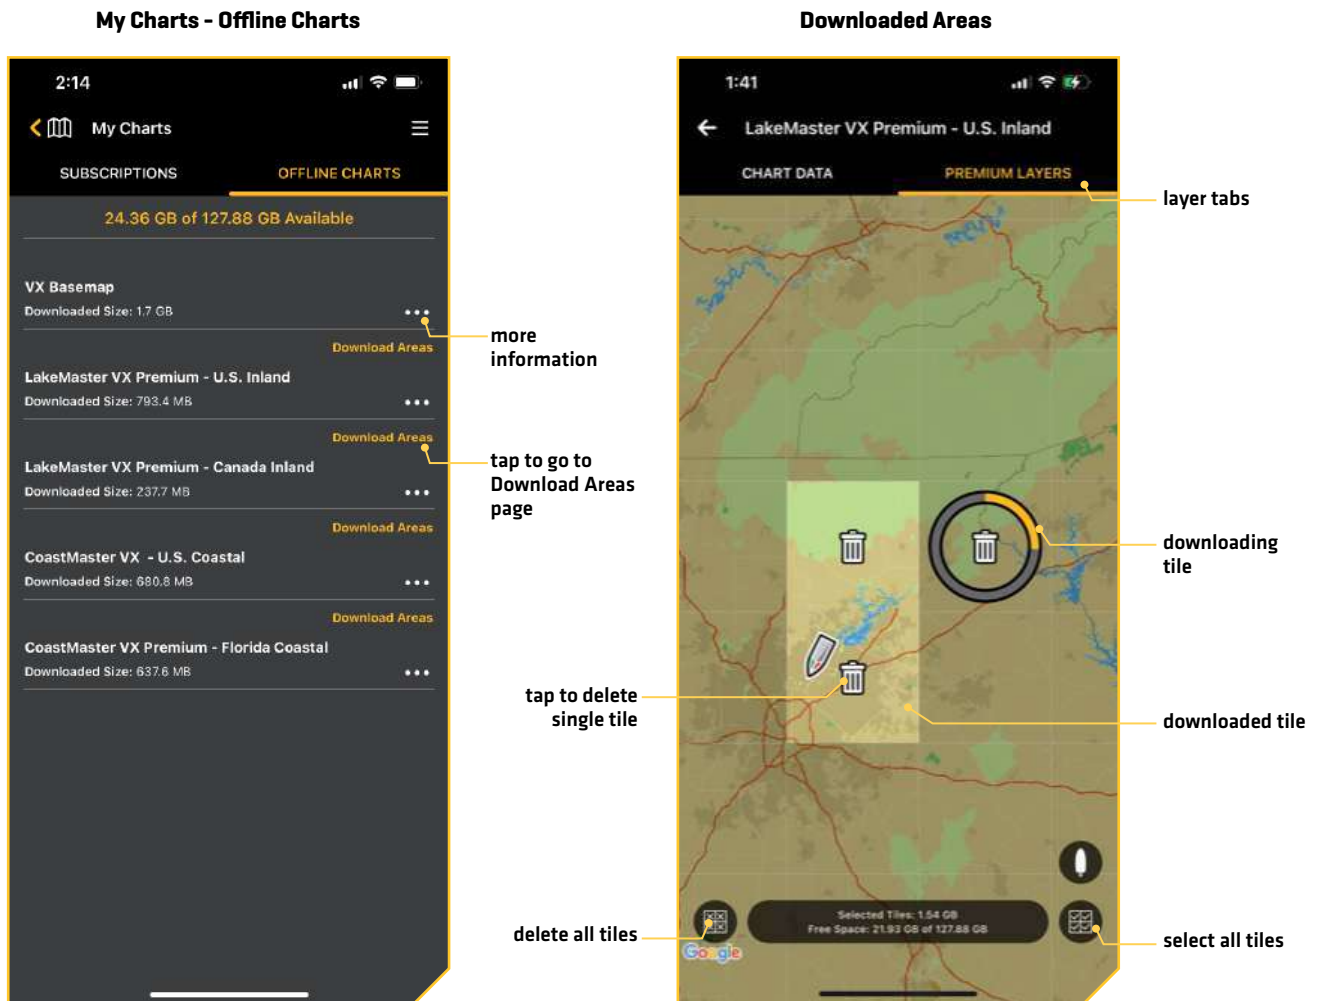 My Charts - Offline Charts
2:14
My Charts
SUBSCRIPTIONS
OFFLINE CHARTS
24.36 GB of 127.88 GB Available
VX Basemap
Downloaded Size: 1.7 GB
Download Areas
LakeMaster VX Premium - U.S. Inland
Downloaded Size: 793.4 MB
Download Areas
LakeMaster VX Premium - Canada Inland
Downloaded Size: 237.7 MB
Download Areas
CoastMaster VX - U.S. Coastal
Downloaded Size: 680.8 MB
Download Areas
CoastMaster VX Premium - Florida Coastal
Downloaded Size: 637.6 MB
more
information
tap to go to
Download Areas
page
Downloaded Areas
1:41
LakeMaster VX Premium - U.S. Inland
CHART DATA
PREMIUM LAYERS
layer tabs
downloading
tile
tap to delete
single tile
downloaded tile
delete all tiles
Selected Tiles: 1.54 GB
Free Space: 21.93 GB of 127.88 GB
select all tiles
Google